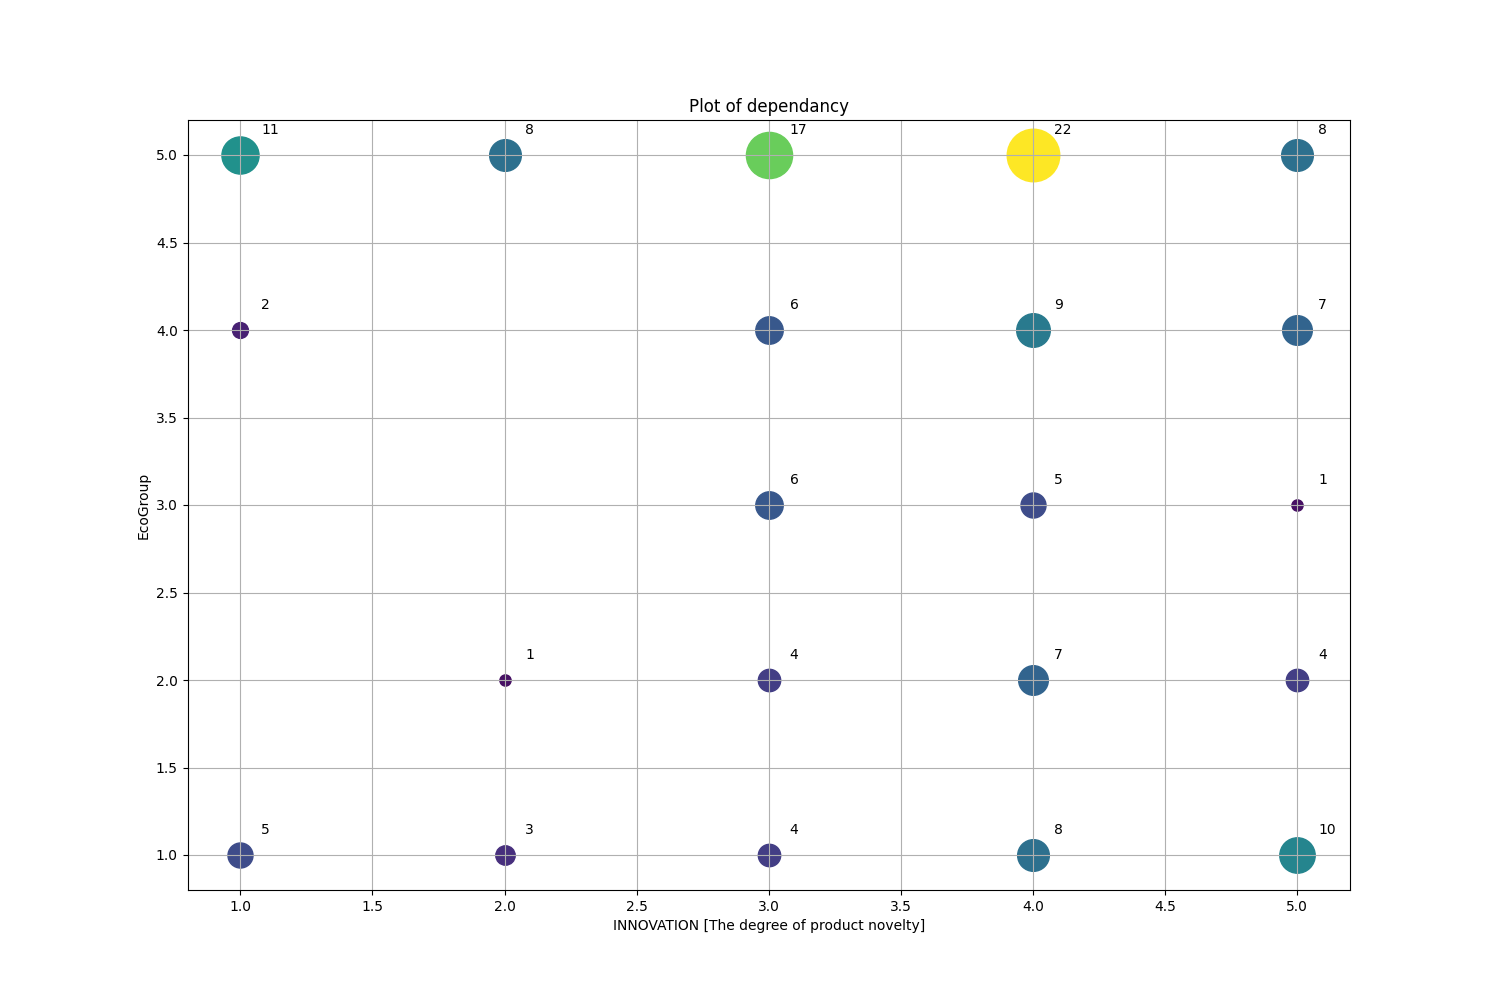 Plot of dependancy
11 8 17 22 8
5.0
4.5
2 6 9 7
4.0
3.5
6 5 1
3.0
EcoGroup
2.5
1 4 7 4
2.0
1.5
5 3 4 8 10
1.0
1.0 1.5 2.0 2.5 3.0 3.5 4.0 4.5 5.0
INNOVATION [The degree of product novelty]